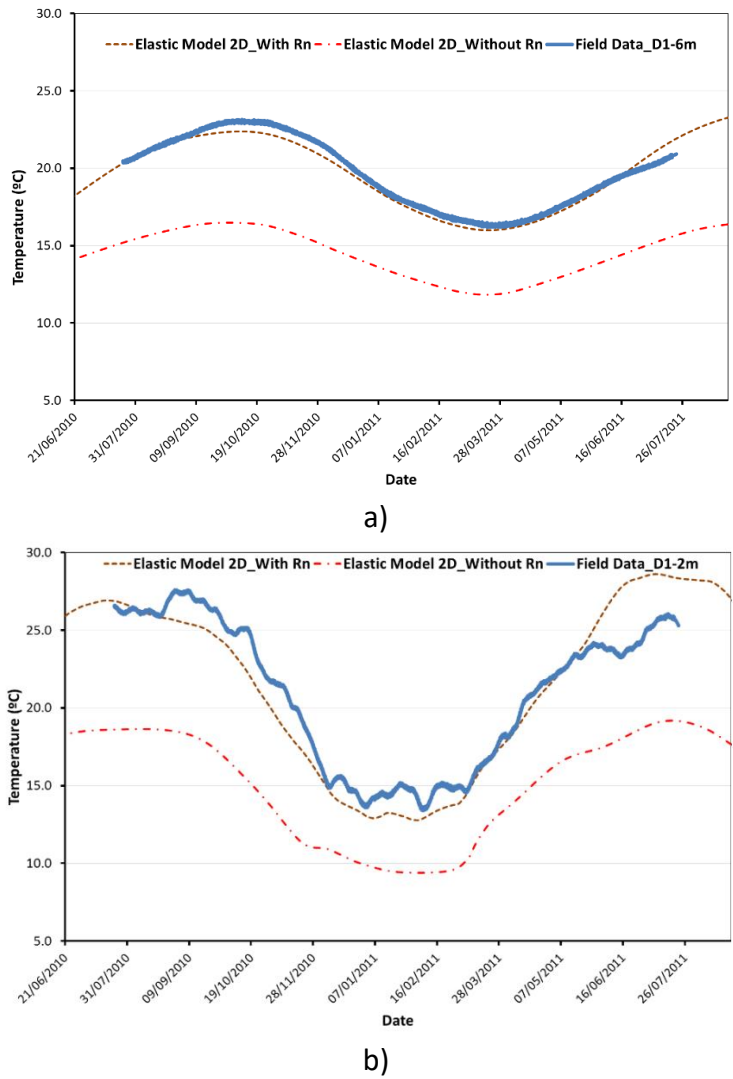 30.0
Elastic Model 2D_With Rn Elastic Model 2D_Without Rn Field Data_D1-6m
25.0
20.0
15.0
10.0
5.0
Temperature (ºC)
21/06/2010 31/07/2010 09/09/2010 19/10/2010 28/11/2010 07/01/2011 16/02/2011 28/03/2011 07/05/2011 16/06/2011 26/07/2011
Date
a)
30.0
Elastic Model 2D_With Rn Elastic Model 2D_Without Rn Field Data_D1-2m
25.0
20.0
15.0
10.0
5.0
Temperature (ºC)
21/06/2010 31/07/2010 09/09/2010 19/10/2010 28/11/2010 07/01/2011 16/02/2011 28/03/2011 07/05/2011 16/06/2011 26/07/2011
Date
b)